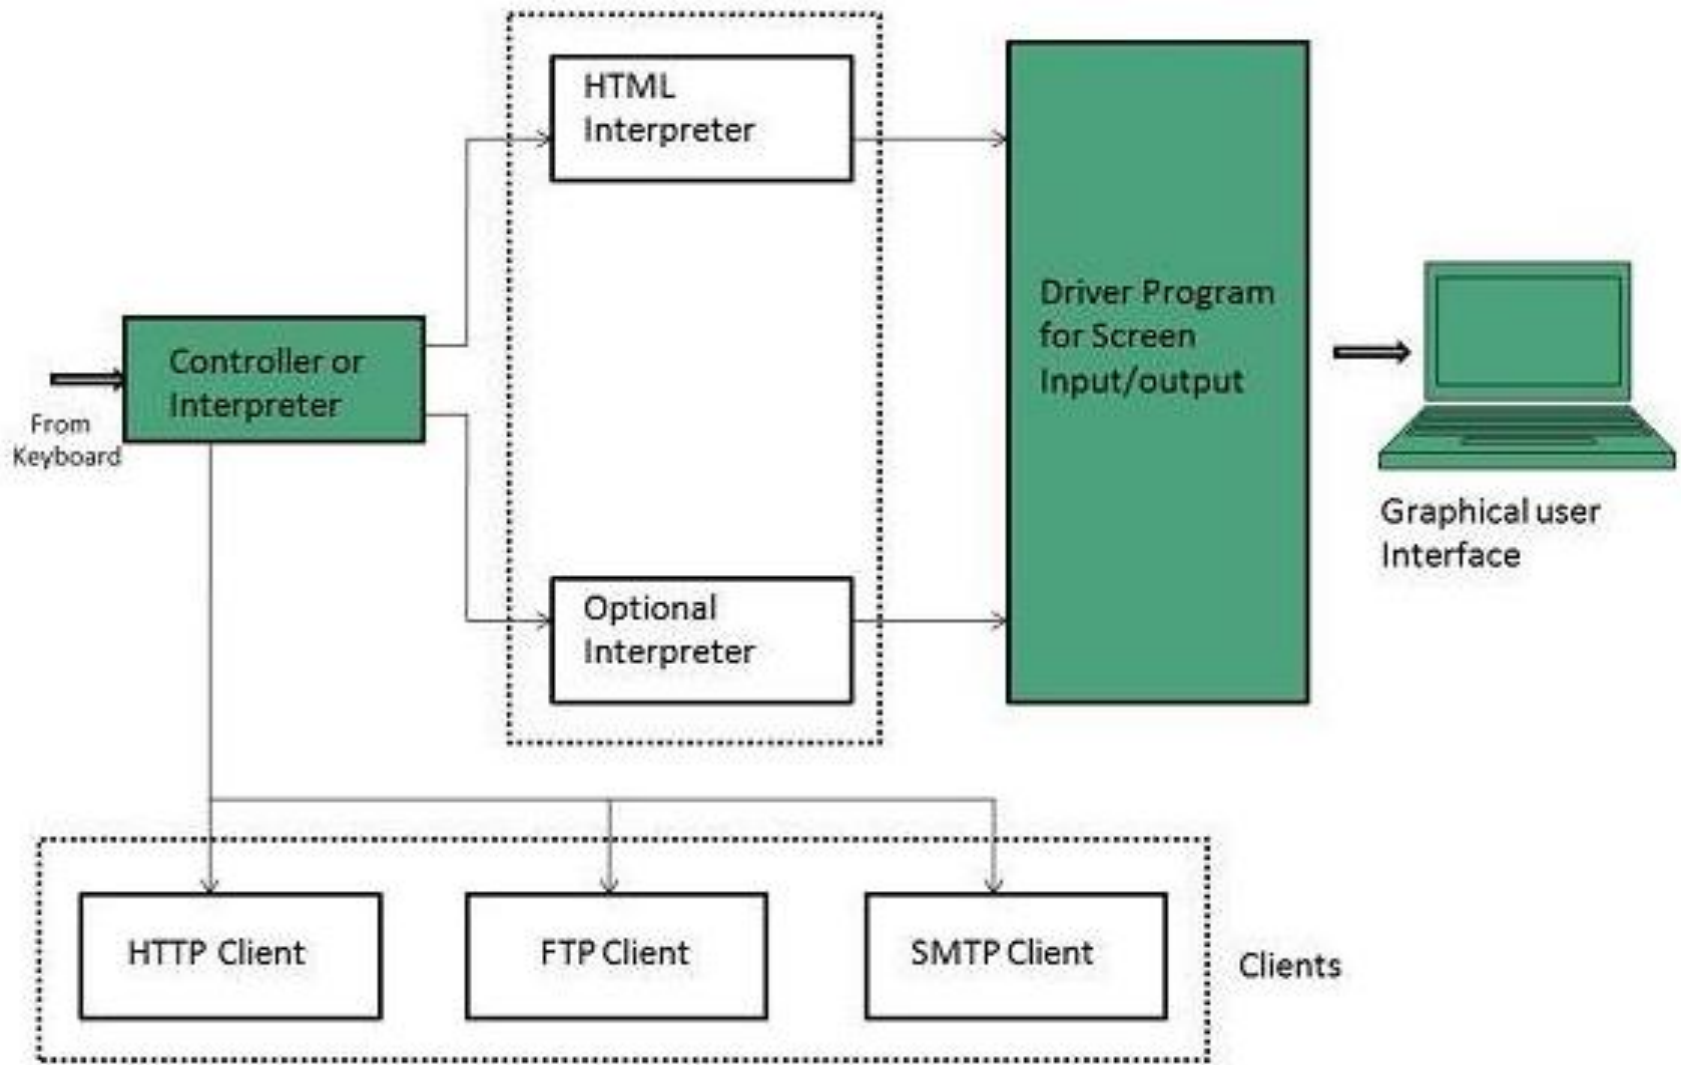 HTML
Interpreter
Controller or
Interpreter
From
Keyboard
Driver Program
for Screen
Input/output
Graphical user
Interface
Optional
Interpreter
HTTP Client
FTP Client
SMTP Client
Clients